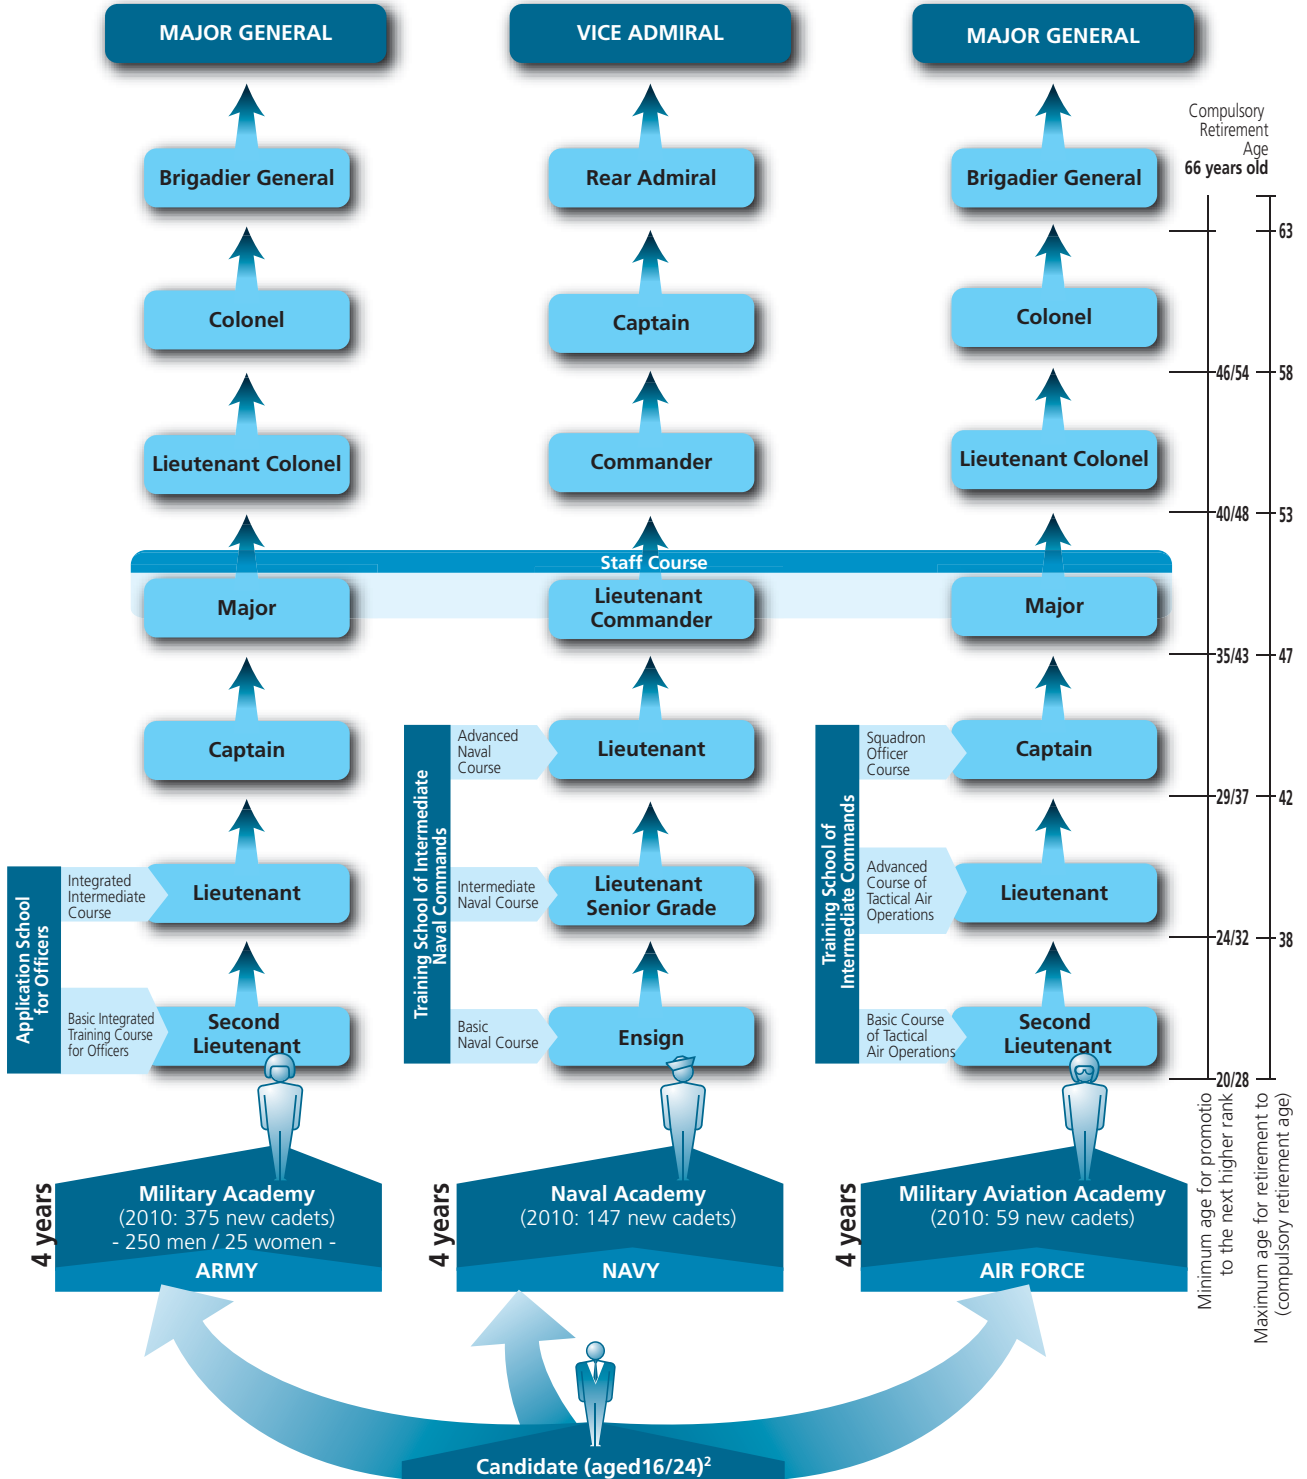 MAJOR GENERAL
VICE ADMIRAL
MAJOR GENERAL
Compulsory
Retirement
Age
66 years old
Brigadier General
Rear Admiral
Brigadier General
63
Colonel
Captain
Colonel
46/54
58
Lieutenant Colonel
Commander
Lieutenant Colonel
40/48
53
Staff Course
Major
Lieutenant
Commander
Major
35/43
47
Captain
Advanced
Naval
Course
Lieutenant
Squadron
Officer
Course
Captain
29/37
42
Application School
for Officers
Integrated
Intermediate
Course
Lieutenant
Training School of Intermediate
Naval Commands
Intermediate
Naval Course
Lieutenant
Senior Grade
Training School of
Intermediate Commands
Advanced
Course of
Tactical Air
Operations
Lieutenant
24/32
38
Basic Integrated
Training Course
for Officers
Second
Lieutenant
Basic
Naval Course
Ensign
Basic Course
of Tactical
Air Operations
Second
Lieutenant
20/28
Minimum age for promotio
to the next higher rank
Maximum age for retirement to
(compulsory retirement age)
4 years
Military Academy
(2010: 375 new cadets)
- 250 men / 25 women -
ARMY
4 years
Naval Academy
(2010: 147 new cadets)
NAVY
4 years
Military Aviation Academy
(2010: 59 new cadets)
AIR FORCE
Candidate (aged16/24)²